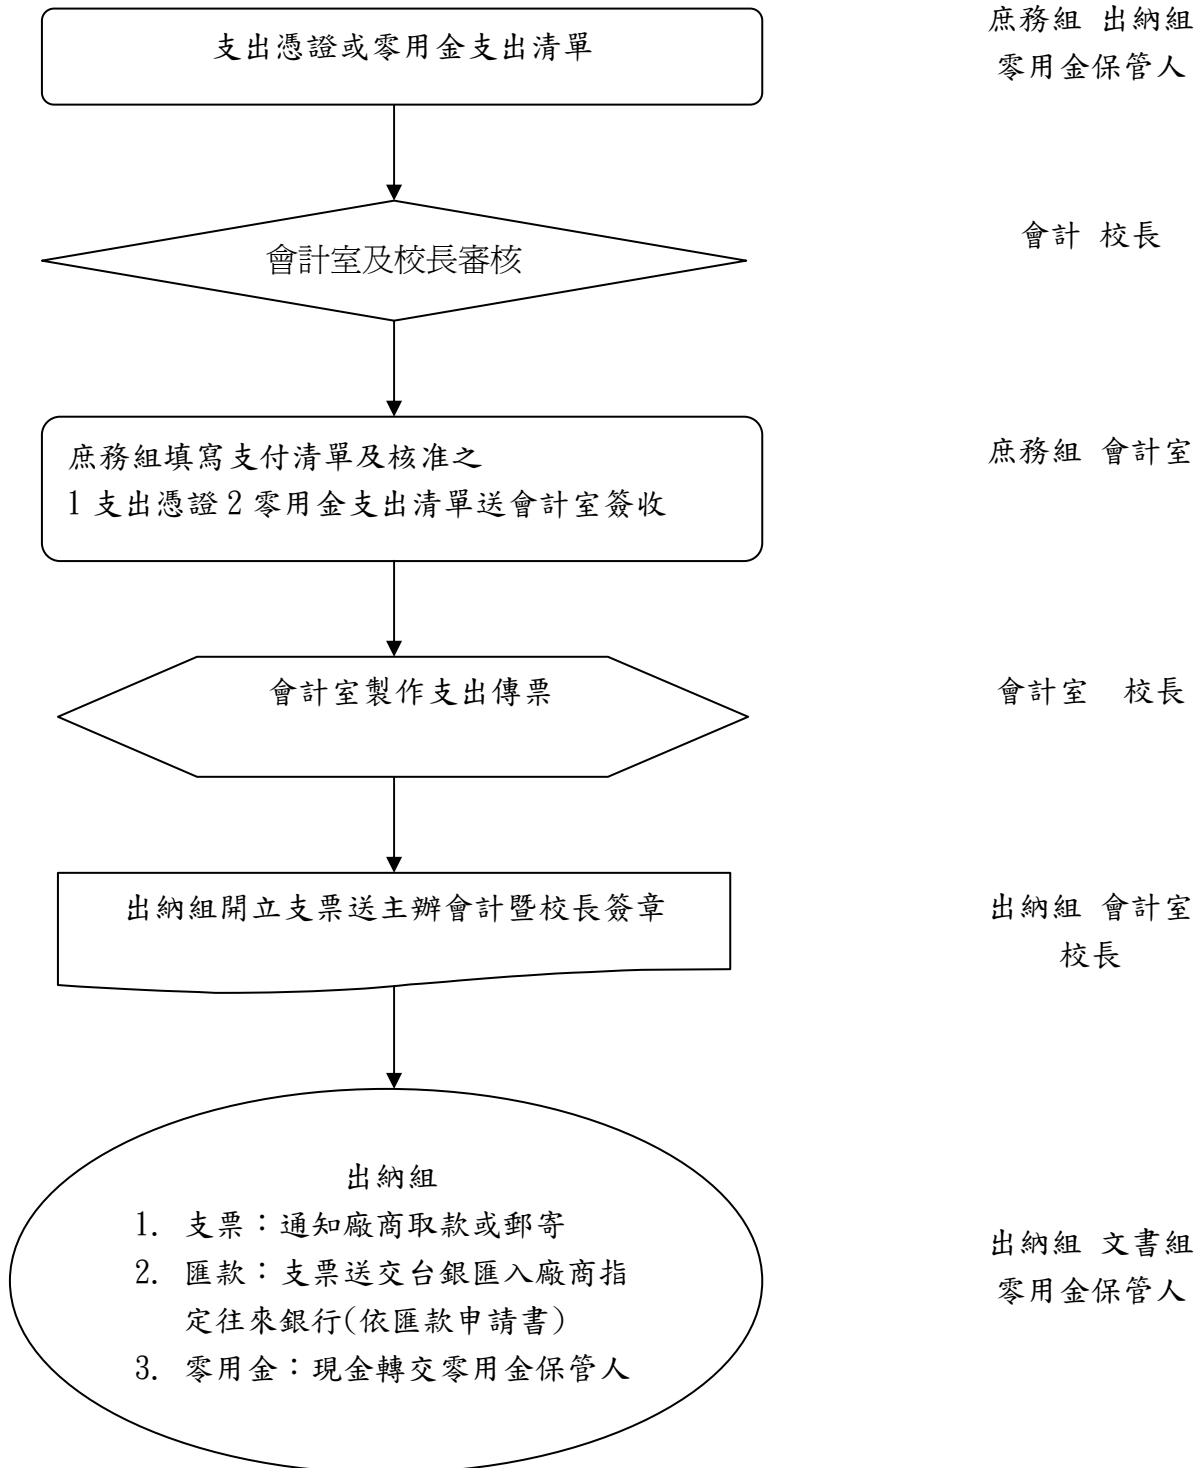 支出憑證或零用金支出清單
庶務組 出納組
零用金保管人
會計室及校長審核
會計 校長
庶務組填寫支付清單及核准之
1 支出憑證 2 零用金支出清單送會計室簽收
庶務組 會計室
會計室製作支出傳票
會計室 校長
出納組開立支票送主辦會計暨校長簽章
出納組 會計室
校長
出納組
1. 支票：通知廠商取款或郵寄
2. 匯款：支票送交台銀匯入廠商指
定往來銀行(依匯款申請書)
3. 零用金：現金轉交零用金保管人
出納組 文書組
零用金保管人